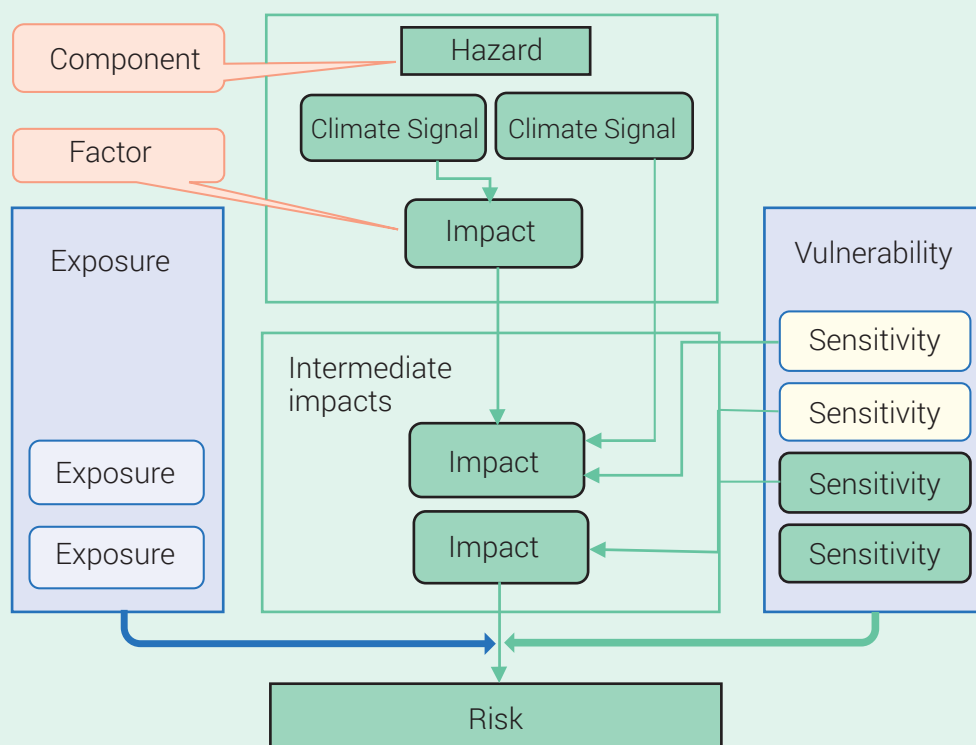 Component
Hazard
Climate Signal
Climate Signal
Factor
Impact
Exposure
Vulnerability
Sensitivity
Intermediate
impacts
Sensitivity
Exposure
Impact
Sensitivity
Exposure
Impact
Sensitivity
Risk